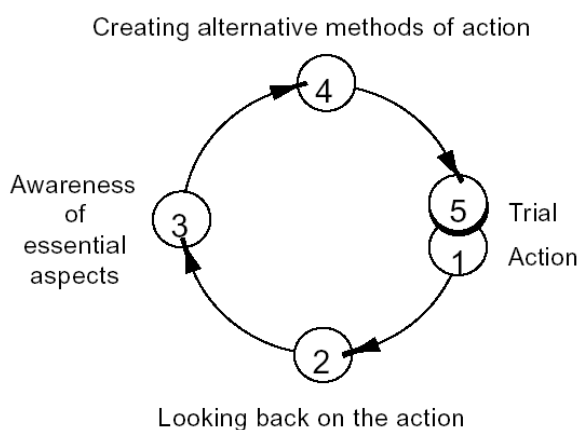 Creating alternative methods of action
4
Awareness
of
essential
aspects
3
5
Trial
1
Action
2
Looking back on the action